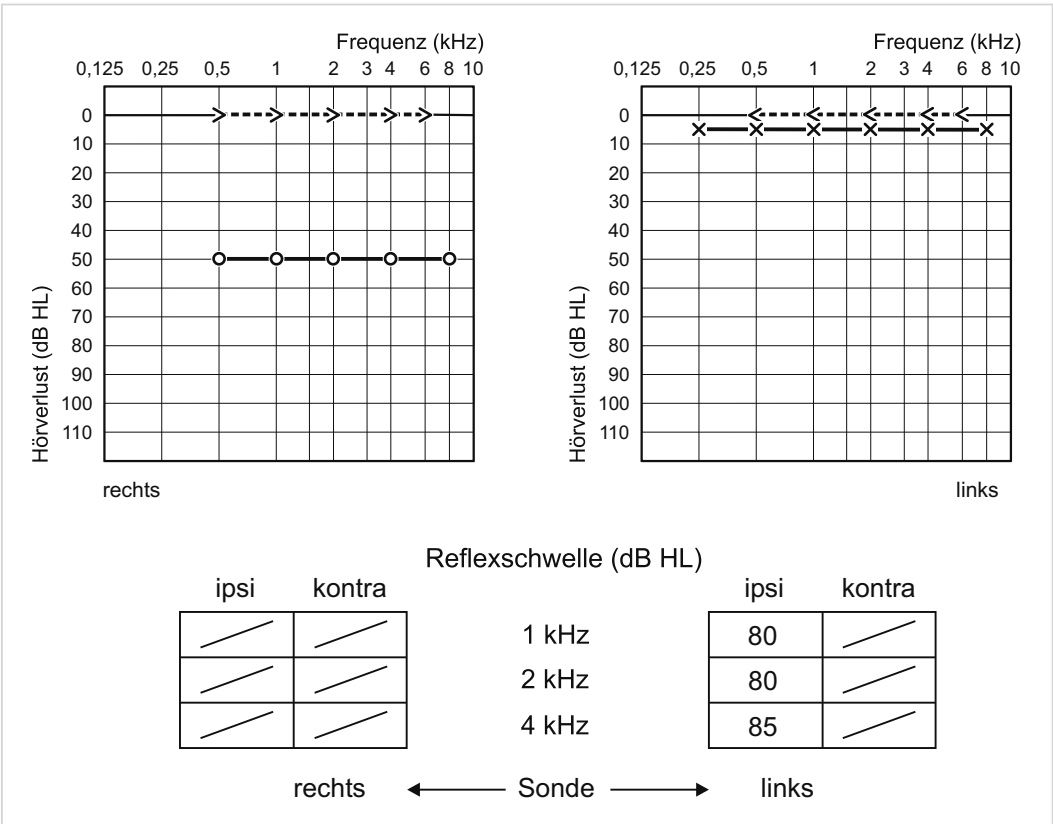 Frequenz (kHz)
0,125 0,25 0,5 1 2 3 4 6 8 10
0
10
20
30
40
50
60
70
80
90
100
110
Hörverlust (dB HL)
rechts
Frequenz (kHz)
0,125 0,25 0,5 1 2 3 4 6 8 10
0
10
20
30
40
50
60
70
80
90
100
110
Hörverlust (dB HL)
links
Reflexschwelle (dB HL)
ipsi kontra ipsi kontra
1 kHz 80
2 kHz 80
4 kHz 85
rechts Sonde links